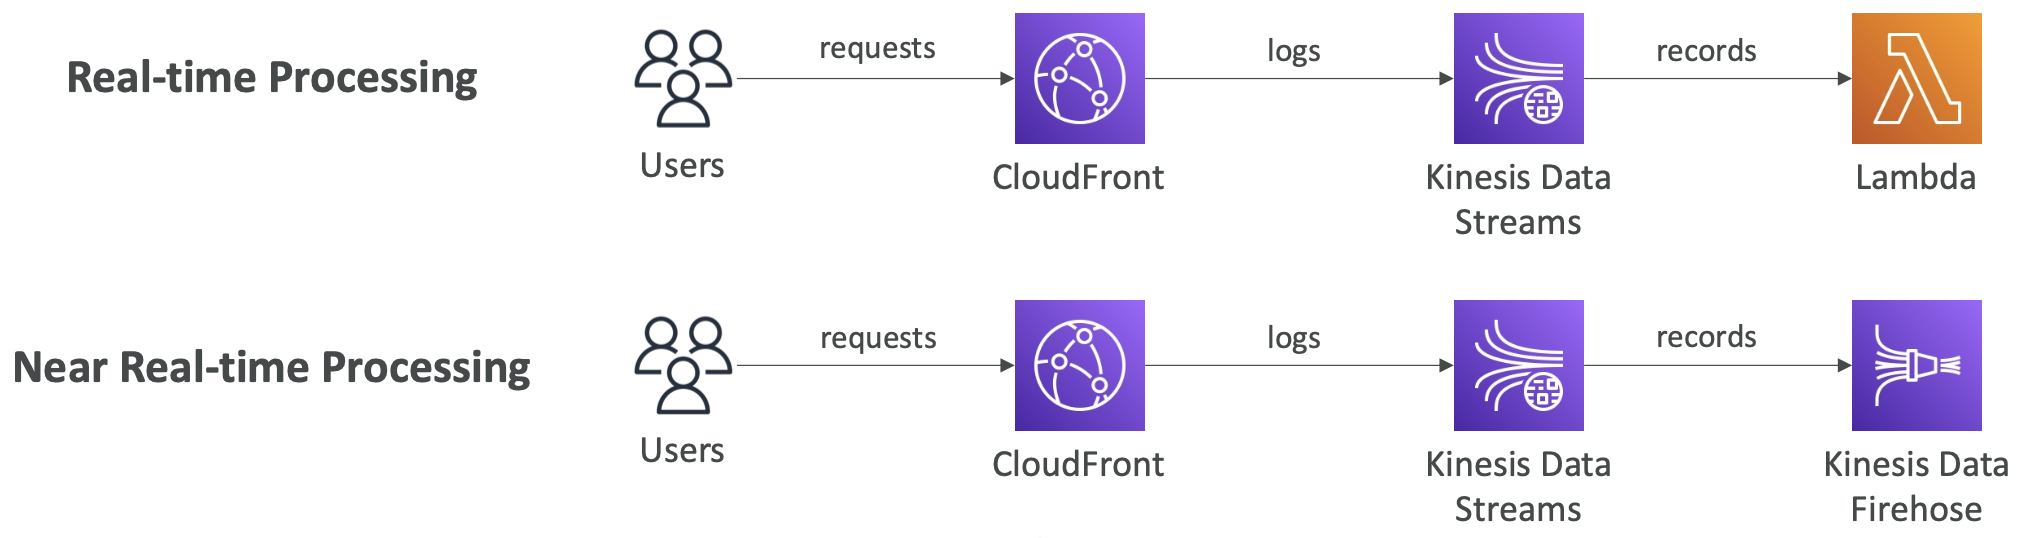 Real-time Processing
requests
logs
records
Users
CloudFront
Kinesis Data
Streams
Lambda
Near Real-time Processing
requests
logs
records
Users
CloudFront
Kinesis Data
Streams
Kinesis Data
Firehose